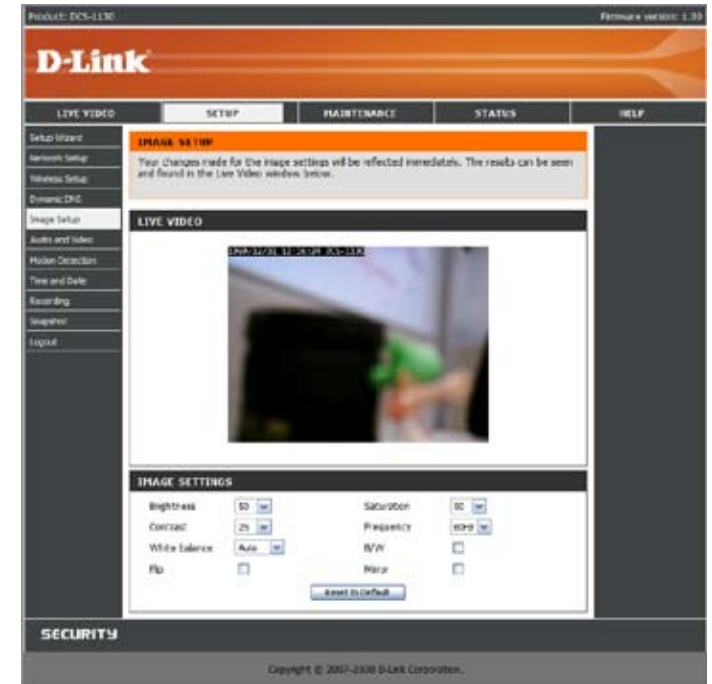 Product: DCS-1130
Firmware version: 1.00
D-Link
LIVE VIDEO
SETUP
MAINTENANCE
STATUS
HELP
Setup Wizard
Network Setup
Wireless Setup
Dynamic DNS
Image Setup
Audio and Video
Motion Detection
Time and Date
Recording
Snapshot
Logout
IMAGE SETUP
Your changes made for the image settings will be reflected immediately. The results can be seen
and found in the Live Video window below.
LIVE VIDEO
DCS-1130
IMAGE SETTINGS
Brightness
50
Saturation
Contrast
25
Frequency
White balance
Auto
B/W
Flip
Mirror
Reset to Default
SECURITY
Copyright © 2007-2008 D-Link Corporation.